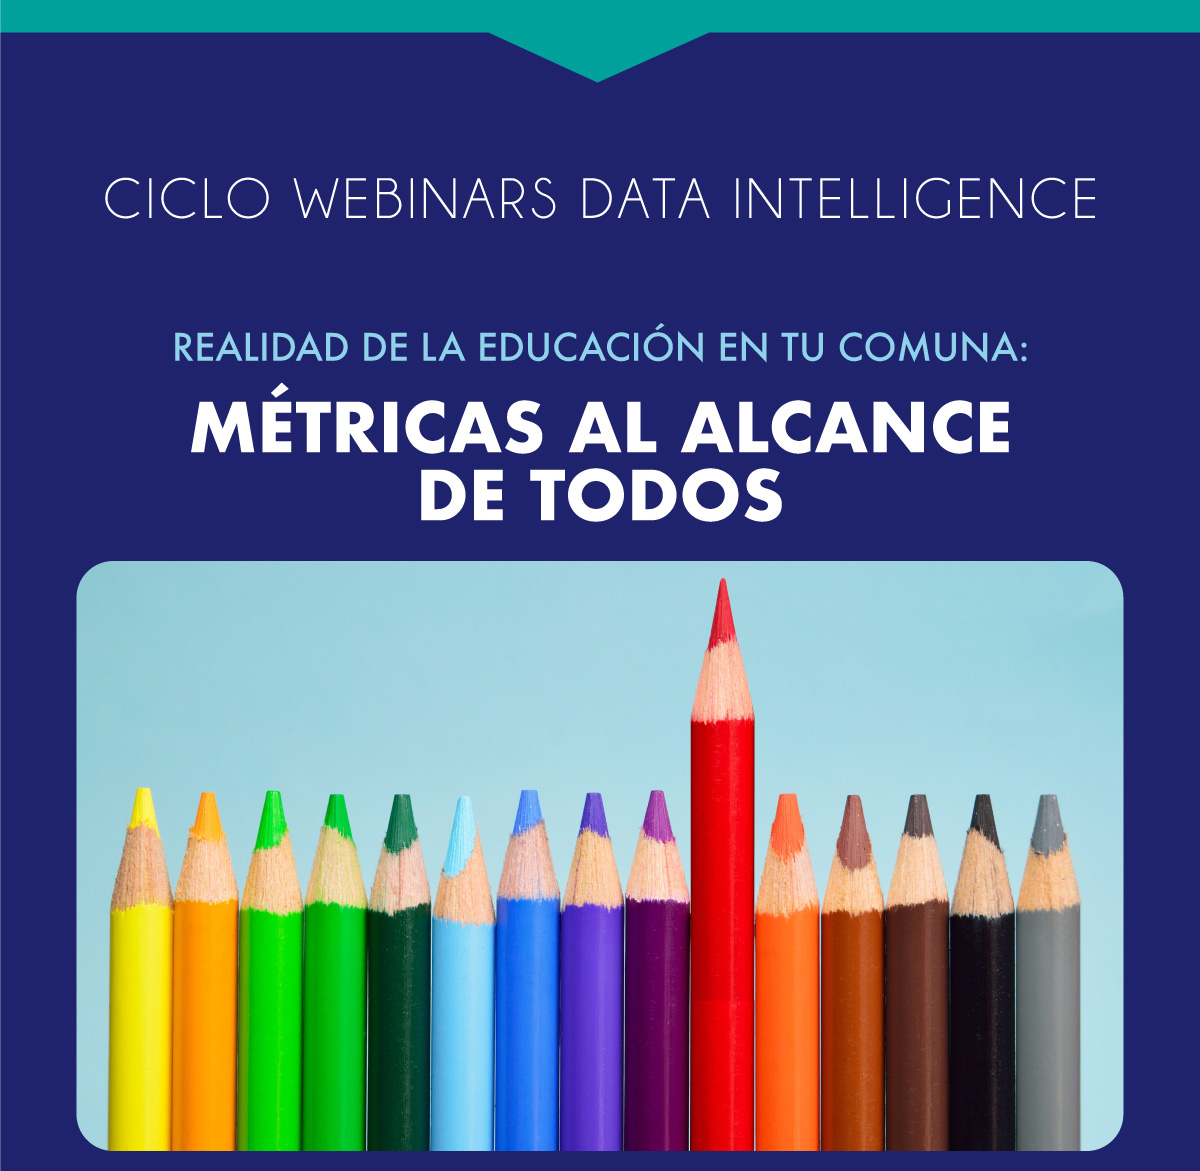 CICLO WEBINARS DATA INTELLIGENCE
REALIDAD DE LA EDUCACIÓN EN TU COMUNA:
MÉTRICAS AL ALCANCE
DE TODOS